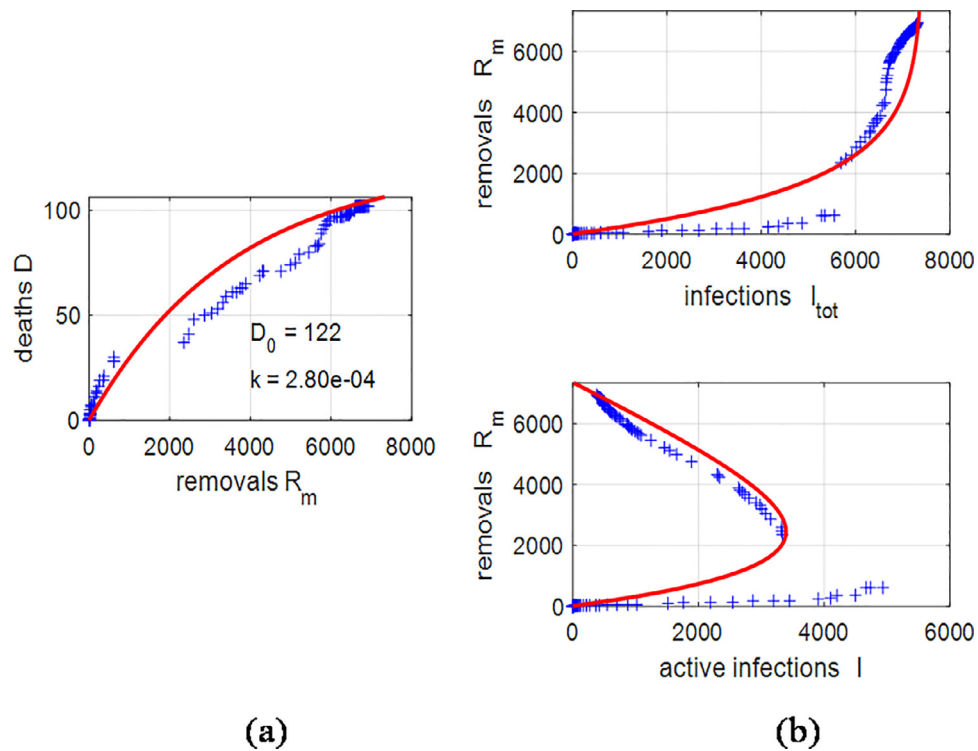 100
50
0
deaths D
D0 = 122
k = 2.80e-04
0 2000 4000 6000 8000
removals Rm
(a)
6000
4000
2000
0
removals Rm
0 2000 4000 6000 8000
infections Itot
6000
4000
2000
0
removals Rm
0 2000 4000 6000
active infections I
(b)